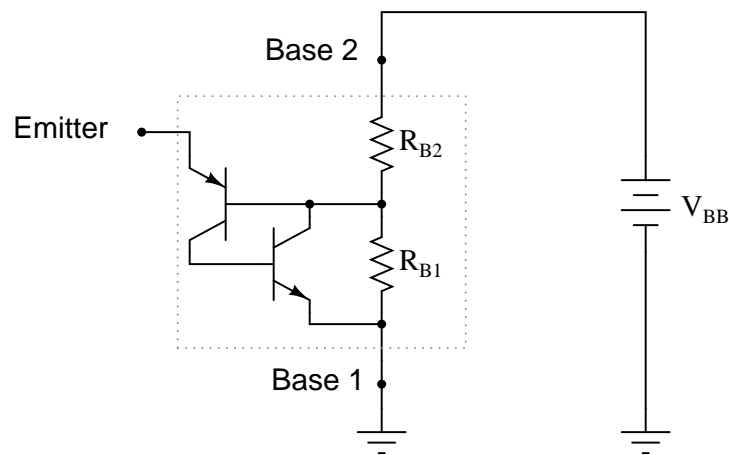 Base 2
Emitter
R_B2
V_BB
R_B1
Base 1